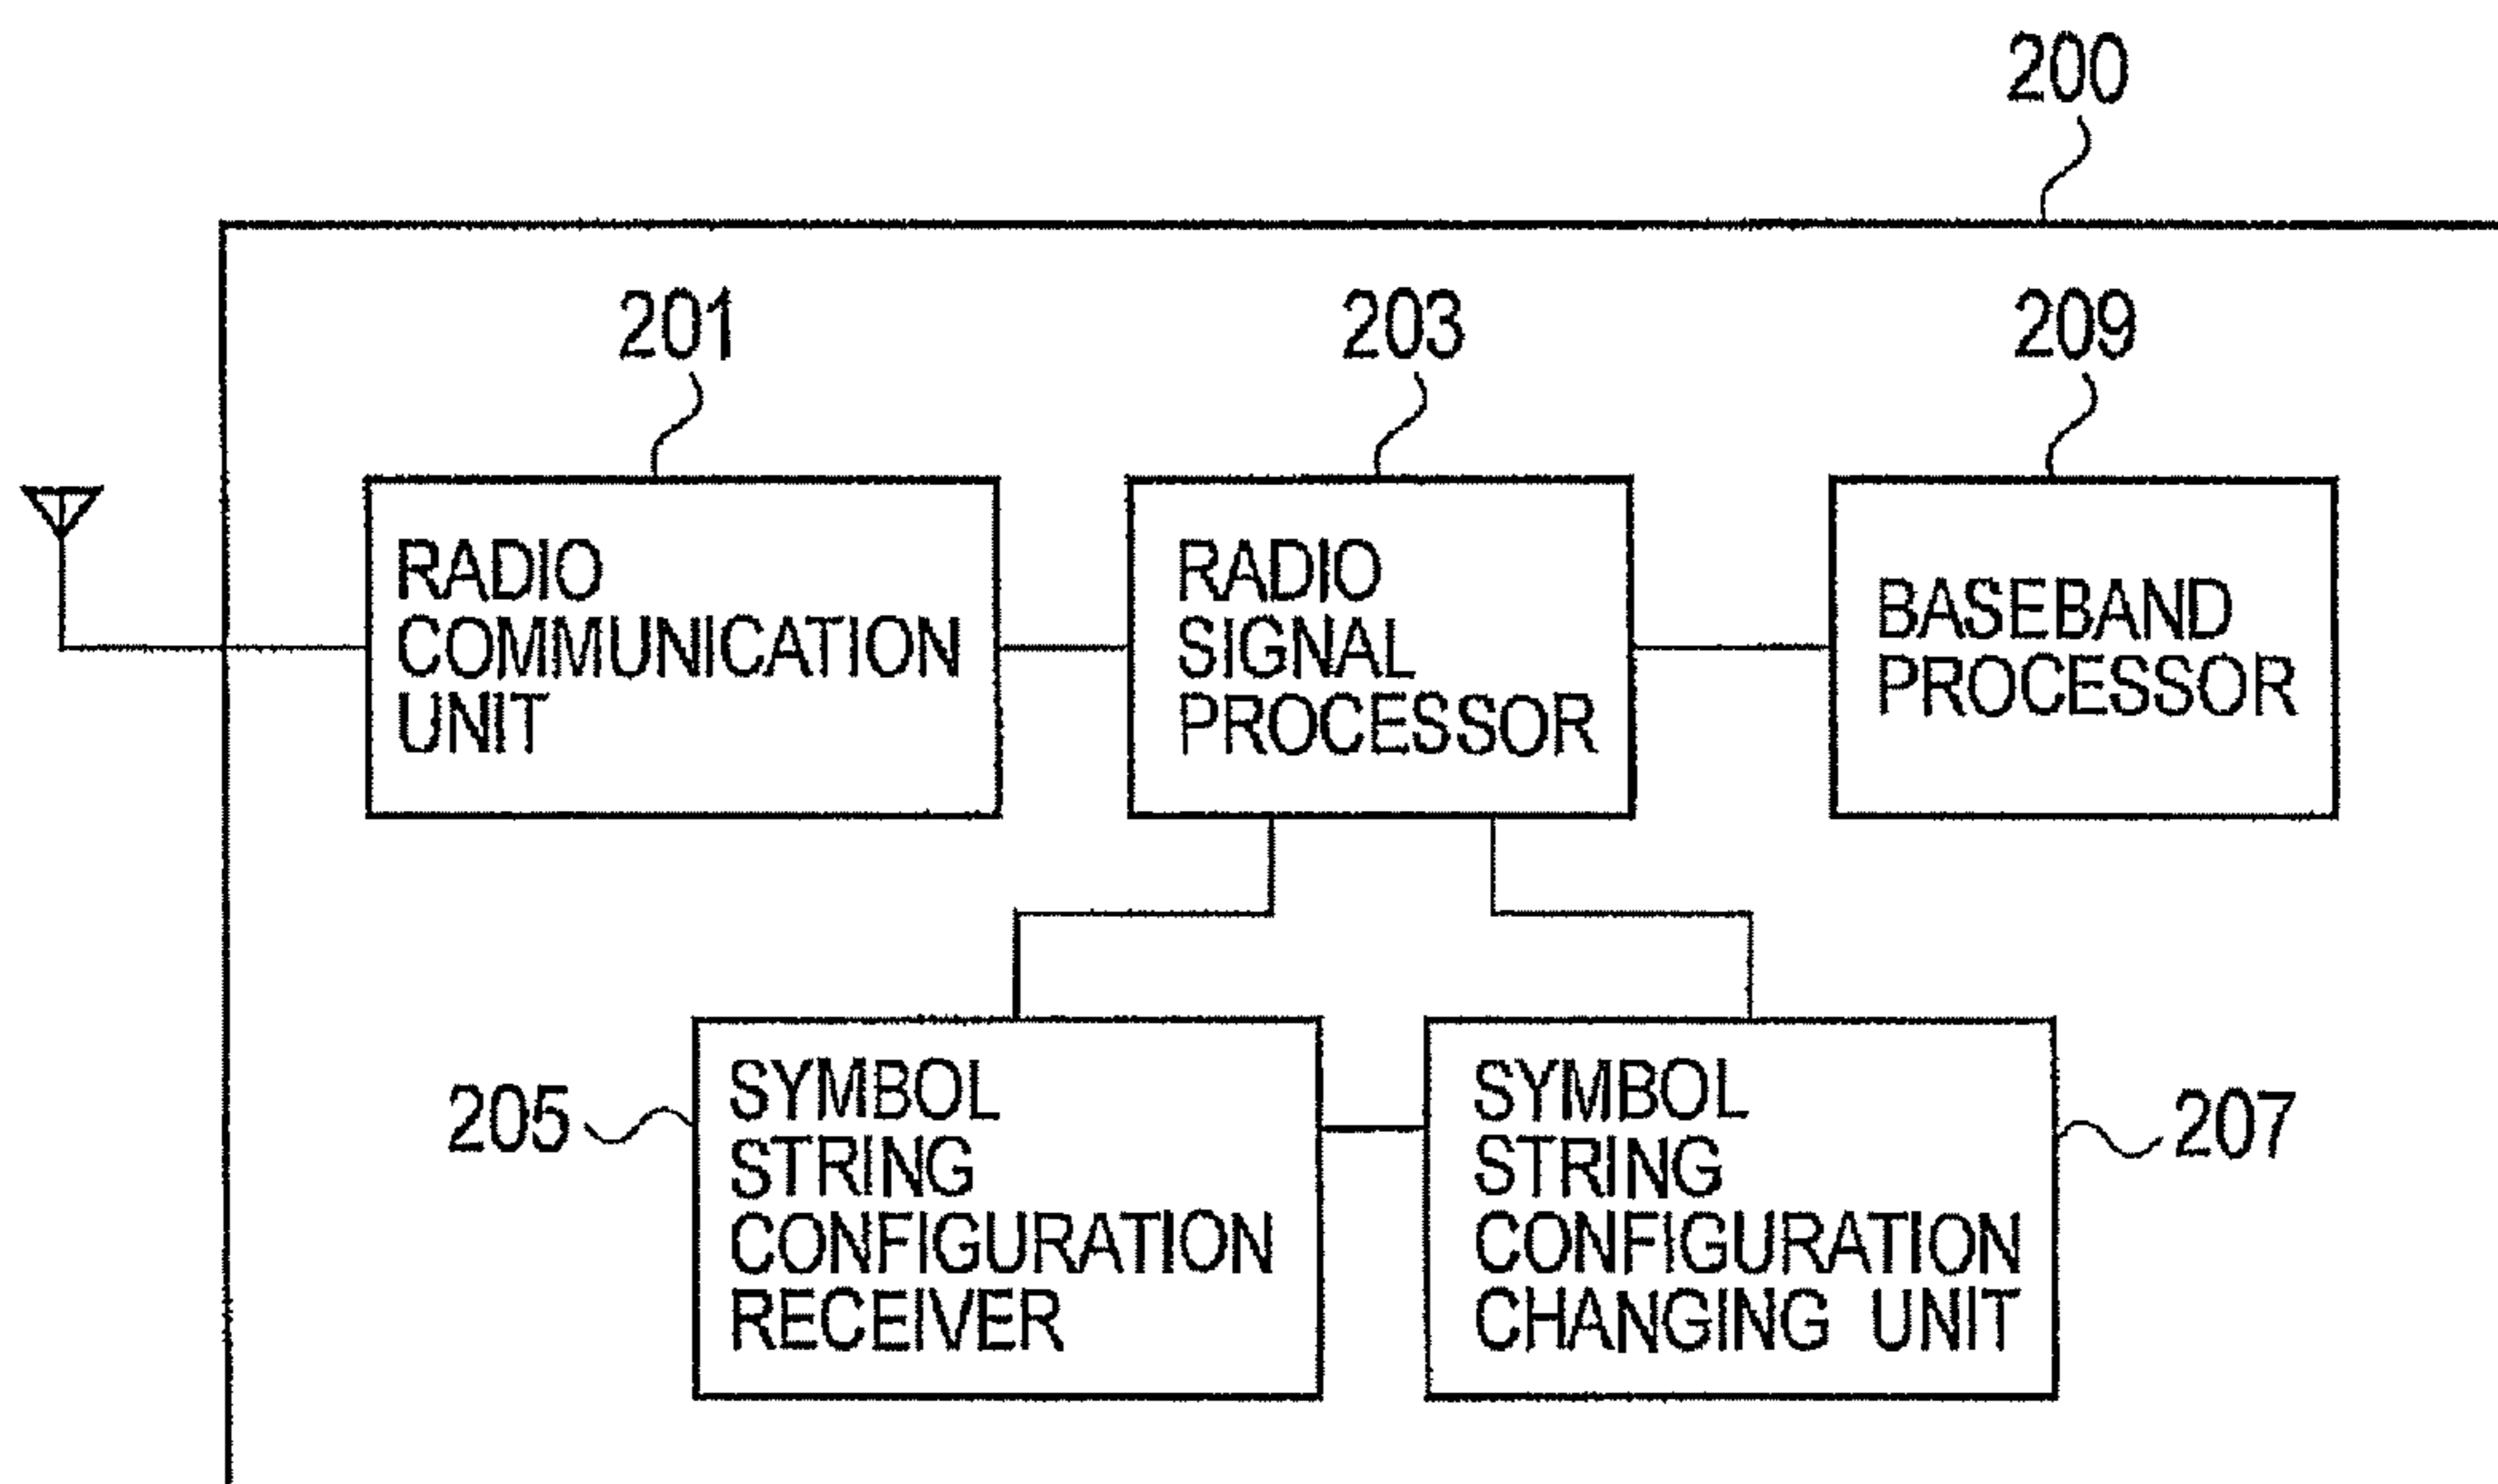 200
201
203
209
RADIO
COMMUNICATION
UNIT
RADIO
SIGNAL
PROCESSOR
BASEBAND
PROCESSOR
205
SYMBOL
STRING
CONFIGURATION
RECEIVER
SYMBOL
STRING
CONFIGURATION
CHANGING UNIT
207